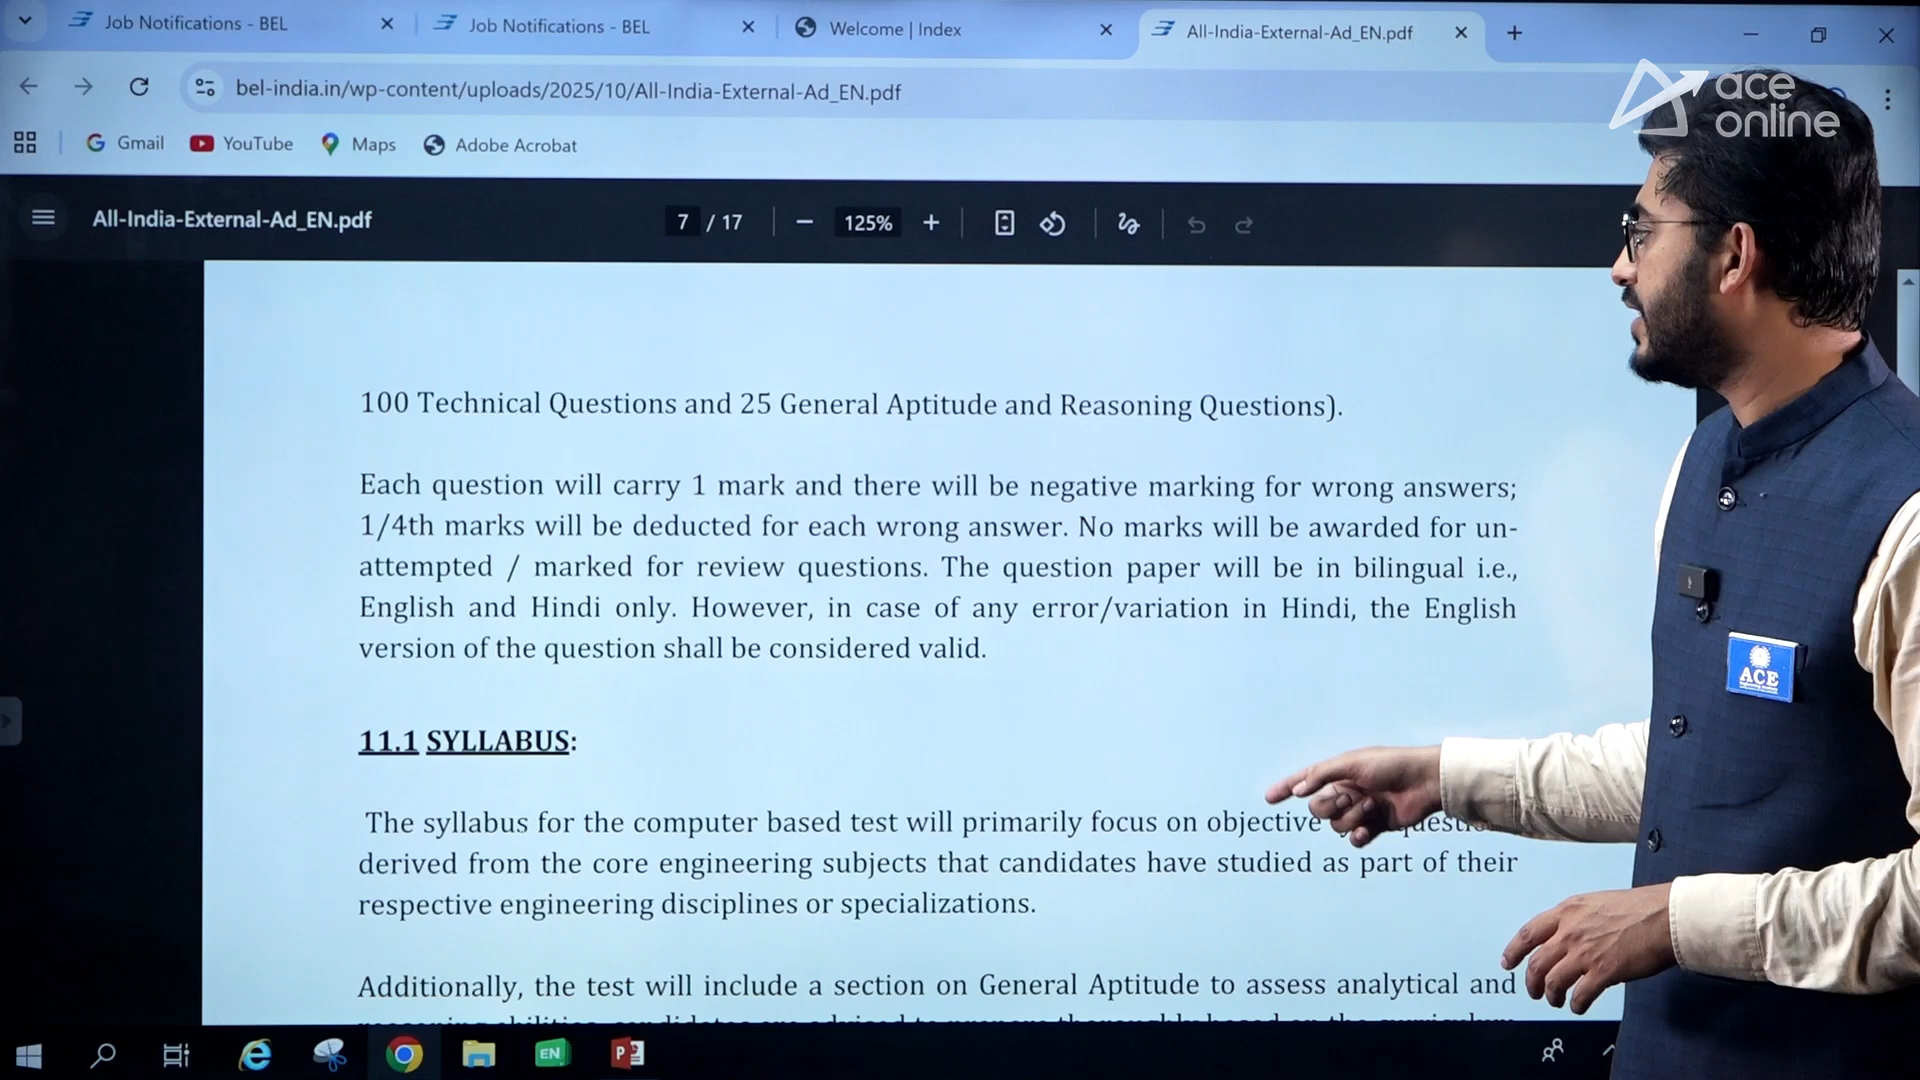 Job Notifications - BEL
Job Notifications - BEL
Welcome | Index
All-India-External-Ad_EN.pdf
bel-india.in/wp-content/uploads/2025/10/All-India-External-Ad_EN.pdf
ace
online
Gmail
YouTube
Maps
Adobe Acrobat
All-India-External-Ad_EN.pdf
7 / 17
125%
100 Technical Questions and 25 General Aptitude and Reasoning Questions).
Each question will carry 1 mark and there will be negative marking for wrong answers;
1/4th marks will be deducted for each wrong answer. No marks will be awarded for un-
attempted / marked for review questions. The question paper will be in bilingual i.e.,
English and Hindi only. However, in case of any error/variation in Hindi, the English
version of the question shall be considered valid.
ACE
11.1 SYLLABUS:
The syllabus for the computer based test will primarily focus on objective
derived from the core engineering subjects that candidates have studied as part of their
respective engineering disciplines or specializations.
Additionally, the test will include a section on General Aptitude to assess analytical and
EN